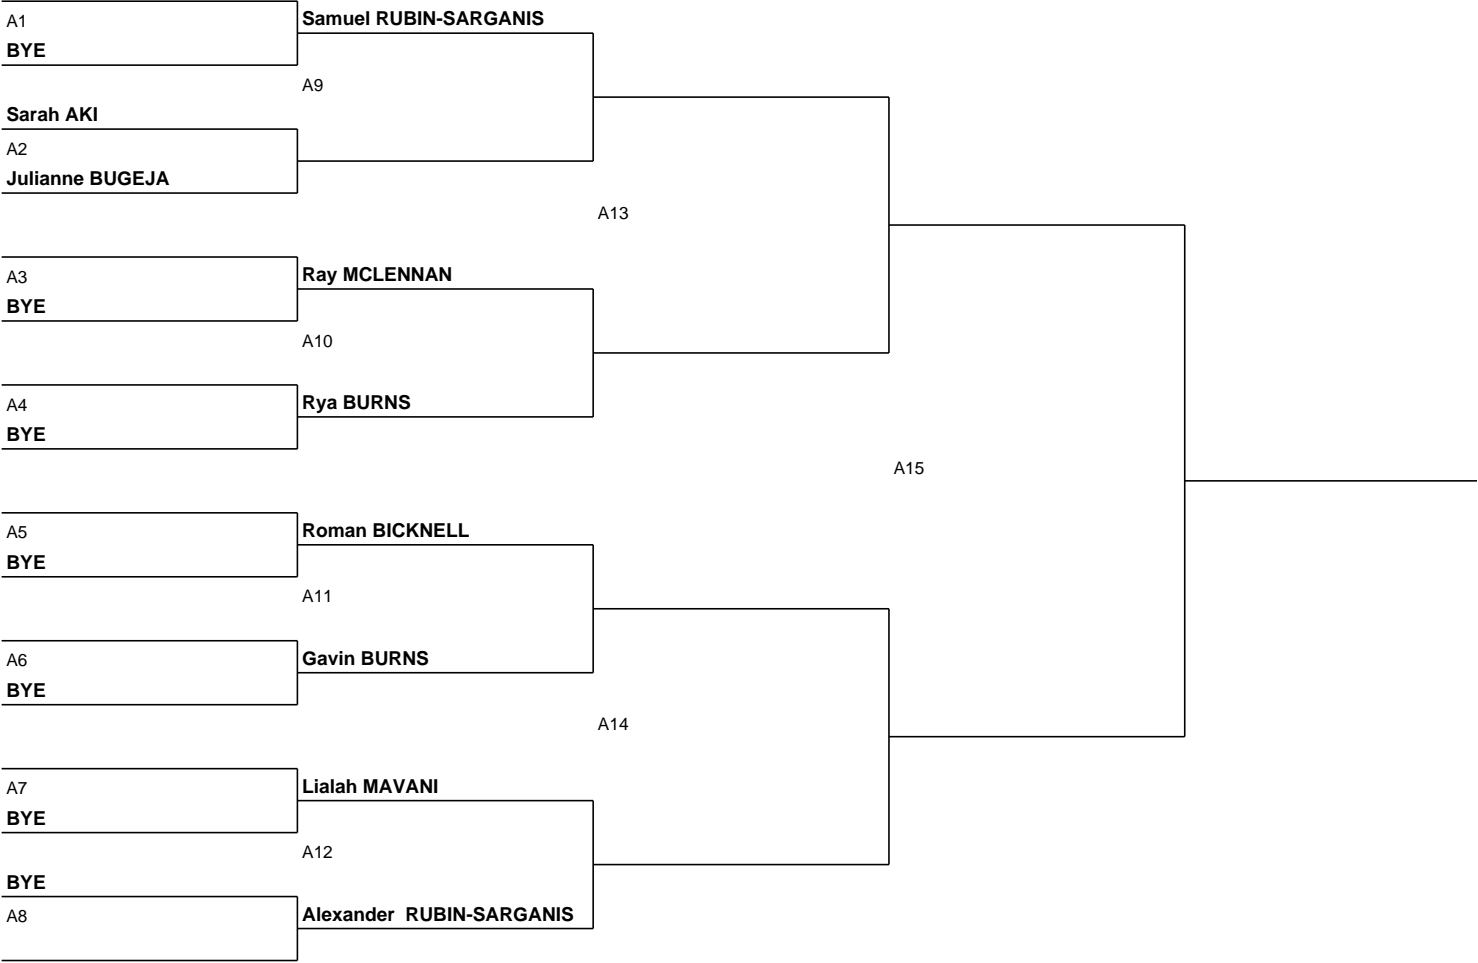 Samuel RUBIN-SARGANIS
A1
BYE
A9
Sarah AKI
A2
Julianne BUGEJA
A13
Ray MCLENNAN
A3
BYE
A10
Rya BURNS
A4
BYE
A15
Roman BICKNELL
A5
BYE
A11
Gavin BURNS
A6
BYE
A14
Lialah MAVANI
A7
BYE
A12
BYE
Alexander  RUBIN-SARGANIS
A8